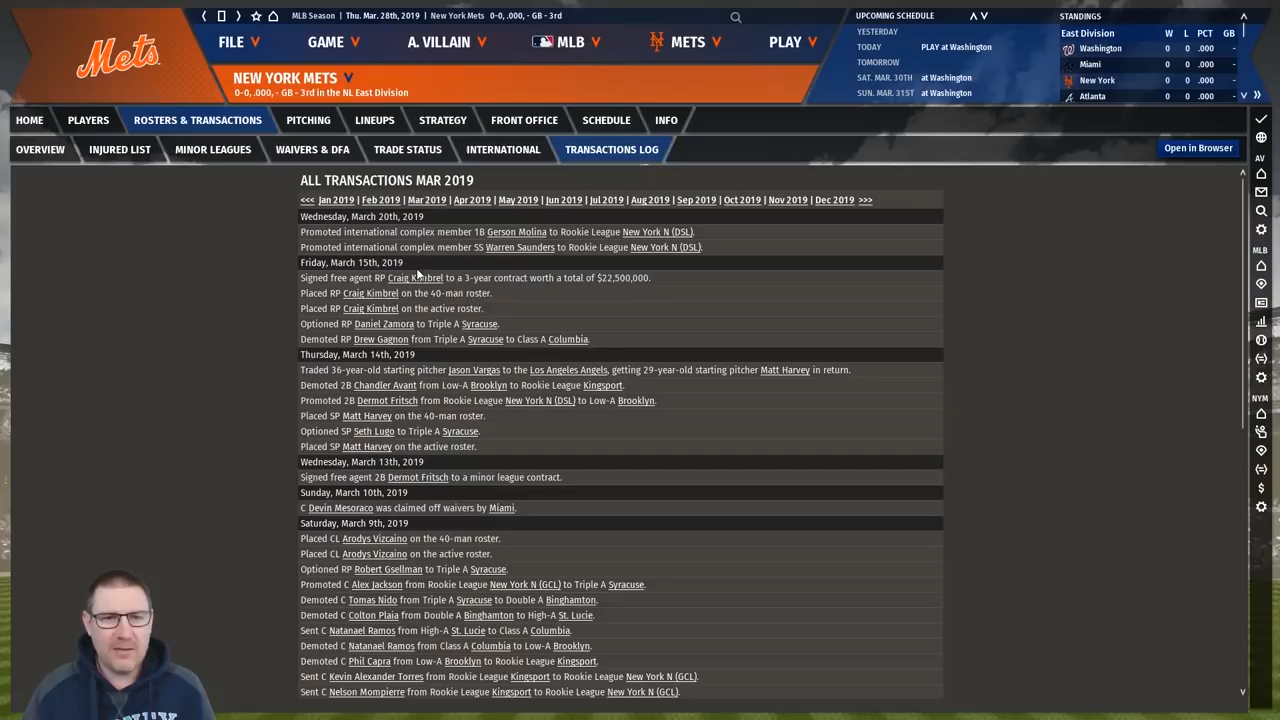 Mets
MLB Season | Thu. Mar. 28th, 2019 | New York Mets 0-0, .000, - GB - 3rd
FILE GAME A. VILLAIN MLB METS PLAY
NEW YORK METS
0-0, .000, - GB - 3rd in the NL East Division
UPCOMING SCHEDULE
YESTERDAY
TODAY PLAY at Washington
TOMORROW
SAT. MAR. 30TH at Washington
SUN. MAR. 31ST at Washington
STANDINGS
East Division W L PCT GB
Washington 0 0 .000 -
Miami 0 0 .000 -
New York 0 0 .000 -
Atlanta 0 0 .000 -
HOME PLAYERS ROSTERS & TRANSACTIONS PITCHING LINEUPS STRATEGY FRONT OFFICE SCHEDULE INFO
OVERVIEW INJURED LIST MINOR LEAGUES WAIVERS & DFA TRADE STATUS INTERNATIONAL TRANSACTIONS LOG Open in Browser
AV
MLB
NYM
ALL TRANSACTIONS MAR 2019
<<< Jan 2019 | Feb 2019 | Mar 2019 | Apr 2019 | May 2019 | Jun 2019 | Jul 2019 | Aug 2019 | Sep 2019 | Oct 2019 | Nov 2019 | Dec 2019 >>>
Wednesday, March 20th, 2019
Promoted international complex member 1B Gerson Molina to Rookie League New York N (DSL).
Promoted international complex member SS Warren Saunders to Rookie League New York N (DSL).
Friday, March 15th, 2019
Signed free agent RP Craig Kimbrel to a 3-year contract worth a total of $22,500,000.
Placed RP Craig Kimbrel on the 40-man roster.
Placed RP Craig Kimbrel on the active roster.
Optioned RP Daniel Zamora to Triple A Syracuse.
Demoted RP Drew Gagnon from Triple A Syracuse to Class A Columbia.
Thursday, March 14th, 2019
Traded 36-year-old starting pitcher Jason Vargas to the Los Angeles Angels, getting 29-year-old starting pitcher Matt Harvey in return.
Demoted 2B Chandler Avant from Low-A Brooklyn to Rookie League Kingsport.
Promoted 2B Dermot Fritsch from Rookie League New York N (DSL) to Low-A Brooklyn.
Placed SP Matt Harvey on the 40-man roster.
Optioned SP Seth Lugo to Triple A Syracuse.
Placed SP Matt Harvey on the active roster.
Wednesday, March 13th, 2019
Signed free agent 2B Dermot Fritsch to a minor league contract.
Sunday, March 10th, 2019
C Devin Mesoraco was claimed off waivers by Miami.
Saturday, March 9th, 2019
Placed CL Arodys Vizcaino on the 40-man roster.
Placed CL Arodys Vizcaino on the active roster.
Optioned RP Robert Gsellman to Triple A Syracuse.
Promoted C Alex Jackson from Rookie League New York N (GCL) to Triple A Syracuse.
Demoted C Tomas Nido from Triple A Syracuse to Double A Binghamton.
Demoted C Colton Plaia from Double A Binghamton to High-A St. Lucie.
Sent C Natanael Ramos from High-A St. Lucie to Class A Columbia.
Demoted C Natanael Ramos from Class A Columbia to Low-A Brooklyn.
Demoted C Phil Capra from Low-A Brooklyn to Rookie League Kingsport.
Sent C Kevin Alexander Torres from Rookie League Kingsport to Rookie League New York N (GCL).
Sent C Nelson Mompierre from Rookie League Kingsport to Rookie League New York N (GCL).